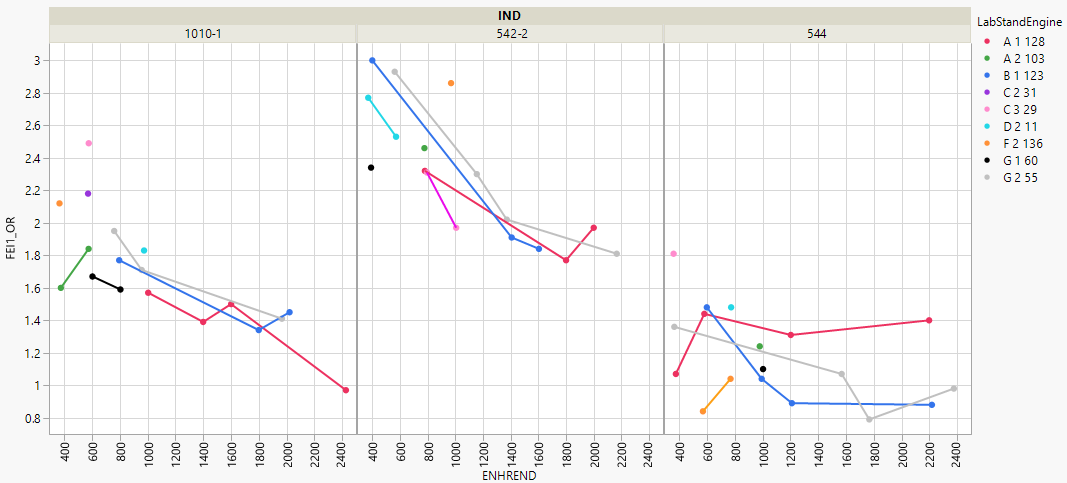 IND
1010-1 542-2 544
LabStandEngine
A 1 128
A 2 103
B 1 123
C 2 31
C 3 29
D 2 11
F 2 136
G 1 60
G 2 55
FEI1_OR
3
2.8
2.6
2.4
2.2
2
1.8
1.6
1.4
1.2
1
0.8
400 600 800 1000 1200 1400 1600 1800 2000 2200 2400 400 600 800 1000 1200 1400 1600 1800 2000 2200 2400 400 600 800 1000 1200 1400 1600 1800 2000 2200 2400
ENHREND